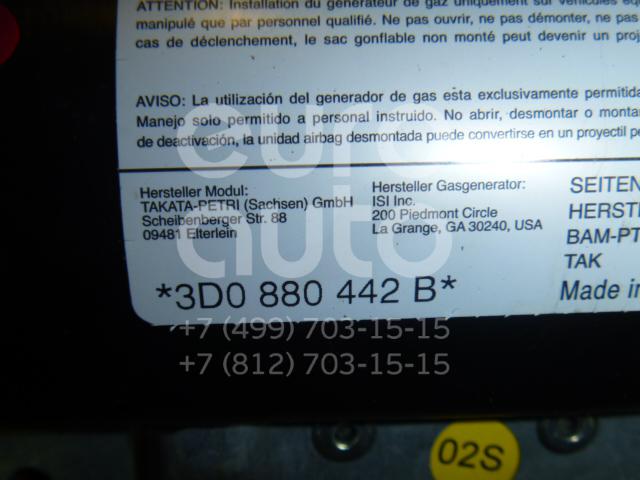 ATTENTION: Installation du générateur de gaz uniquement sur véhicules
manipulé que par personnel qualifié. Ne pas ouvrir, ne pas démonter, ne pas
cas de déclenchement, le sac gonflable non monté peut devenir un
AVISO: La utilización del generador de gas esta exclusivamente permitida
Manejo solo permitido a personal instruido. No abrir, desmontar o
de deactivación, la unidad airbag desmontada puede convertirse en un proyectil
Hersteller Modul:
TAKATA-PETRI (Sachsen) GmbH
Scheibenberger Str. 88
09481 Elterlein
Hersteller Gasgenerator:
ISI Inc.
200 Piedmont Circle
La Grange, GA 30240, USA
SEITEN
HERST
BAM-PT
TAK
*3D0 880 442 B*
Made in
euro
auto
+7 (499) 703-15-15
+7 (812) 703-15-15
02S